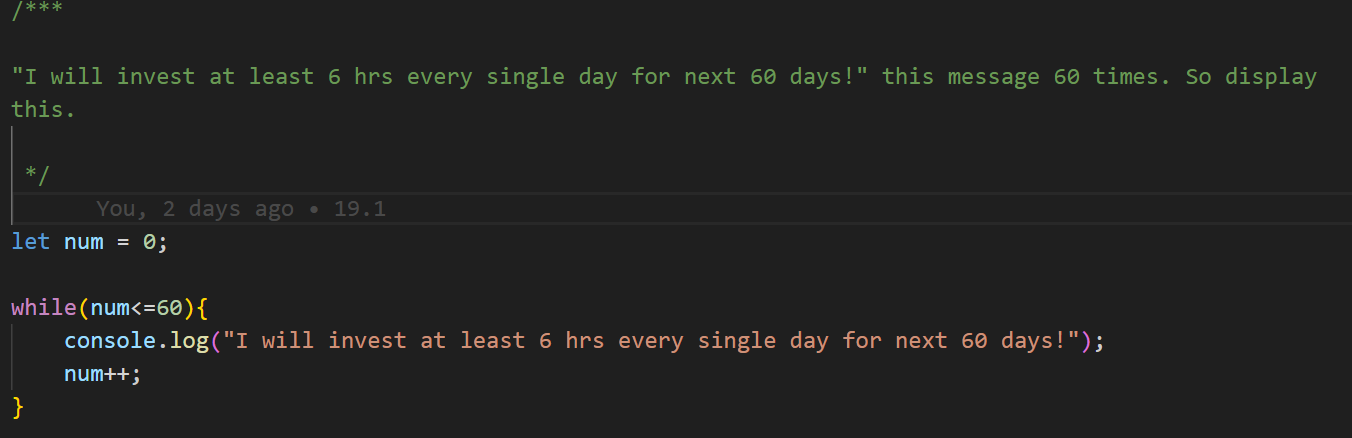 /***
"I will invest at least 6 hrs every single day for next 60 days!" this message 60 times. So display
this.
*/
You, 2 days ago • 19.1
let num = 0;
while(num<=60){
console.log("I will invest at least 6 hrs every single day for next 60 days!");
num++;
}